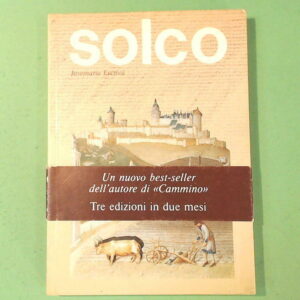 solco
Josemaría Escrivá
Un nuovo best-seller
dell'autore di «Cammino»
Tre edizioni in due mesi